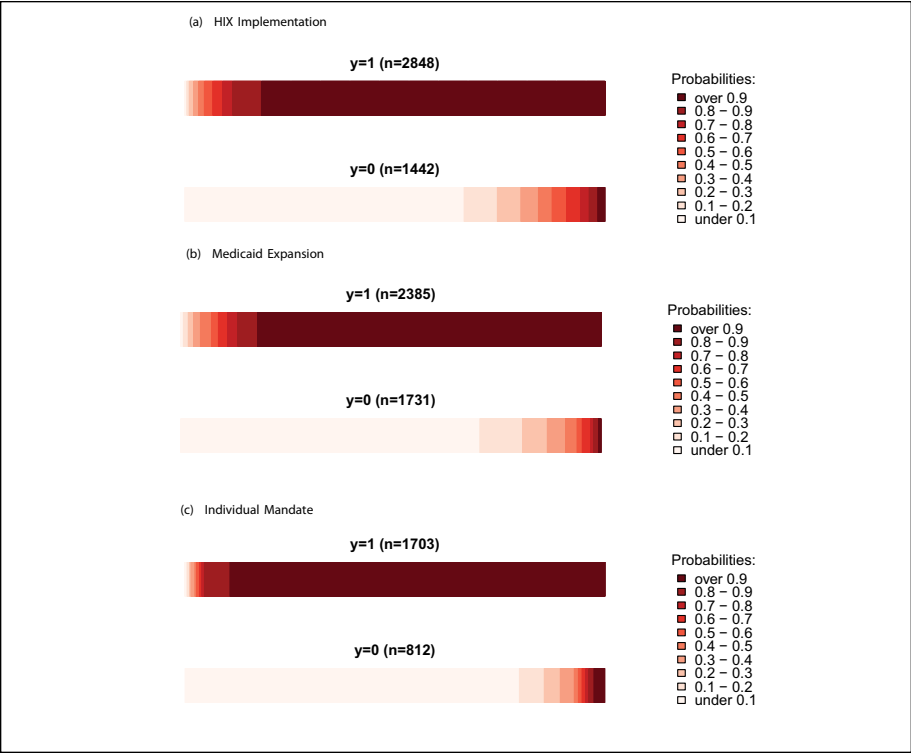 (a) HIX Implementation
y=1 (n=2848)
Probabilities:
over 0.9
0.8 − 0.9
0.7 − 0.8
0.6 − 0.7
0.5 − 0.6
0.4 − 0.5
0.3 − 0.4
0.2 − 0.3
0.1 − 0.2
under 0.1
y=0 (n=1442)
(b) Medicaid Expansion
y=1 (n=2385)
Probabilities:
over 0.9
0.8 − 0.9
0.7 − 0.8
0.6 − 0.7
0.5 − 0.6
0.4 − 0.5
0.3 − 0.4
0.2 − 0.3
0.1 − 0.2
under 0.1
y=0 (n=1731)
(c) Individual Mandate
y=1 (n=1703)
Probabilities:
over 0.9
0.8 − 0.9
0.7 − 0.8
0.6 − 0.7
0.5 − 0.6
0.4 − 0.5
0.3 − 0.4
0.2 − 0.3
0.1 − 0.2
under 0.1
y=0 (n=812)